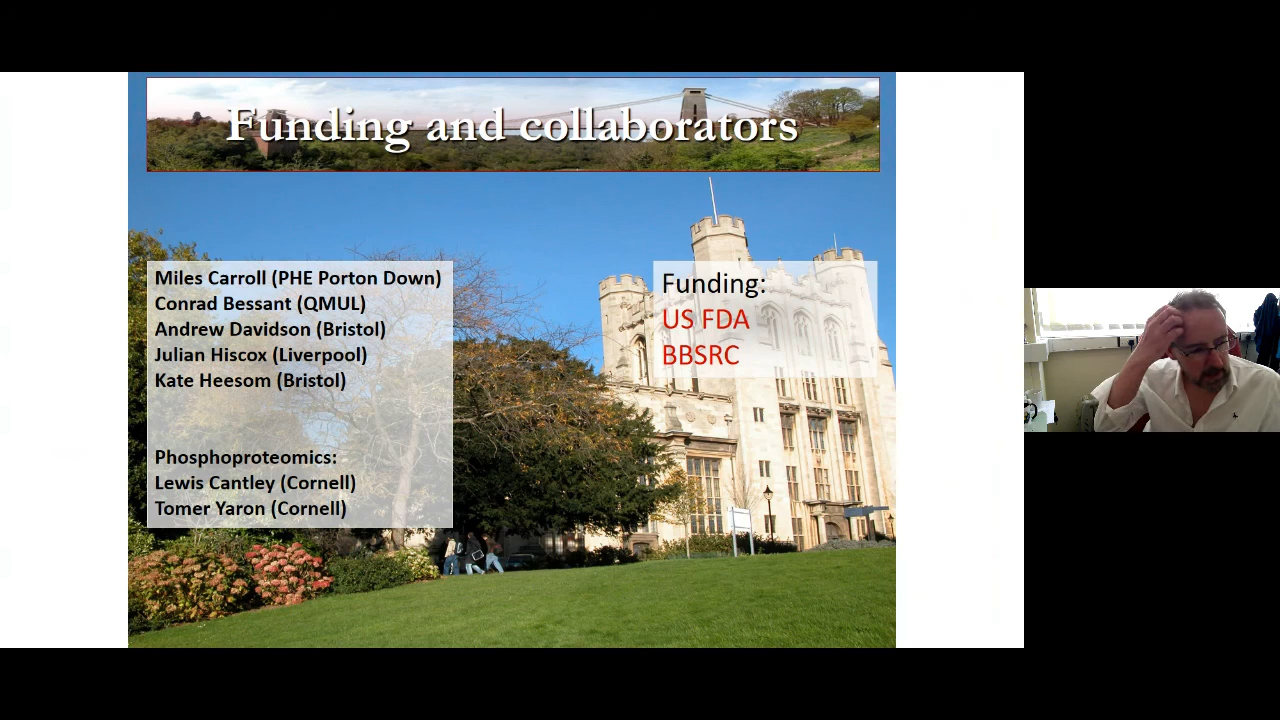 Funding and collaborators
Miles Carroll (PHE Porton Down)
Conrad Bessant (QMUL)
Andrew Davidson (Bristol)
Julian Hiscox (Liverpool)
Kate Heesom (Bristol)
Phosphoproteomics:
Lewis Cantley (Cornell)
Tomer Yaron (Cornell)
Funding:
US FDA
BBSRC